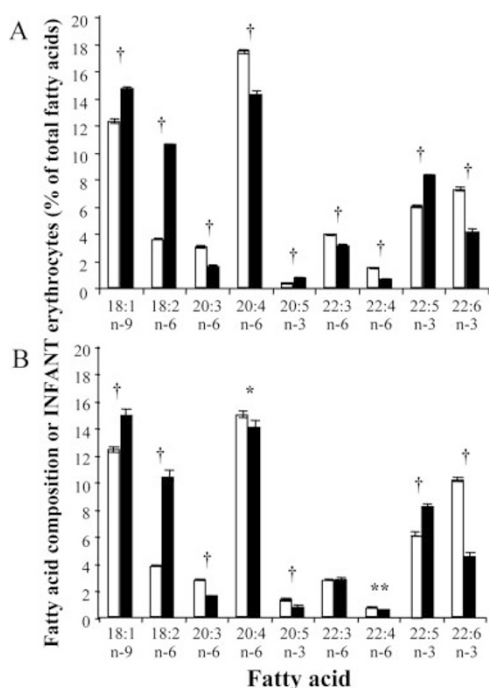 A
Fatty acid composition or INFANT erythrocytes (% of total fatty acids)
20
18
16
14
12
10
8
6
4
2
0
† † † † † † † † †
18:1 18:2 20:3 20:4 20:5 22:3 22:4 22:5 22:6
n-9 n-6 n-6 n-6 n-3 n-6 n-6 n-3 n-3
B
20
18
16
14
12
10
8
6
4
2
0
† † † * † ** † †
18:1 18:2 20:3 20:4 20:5 22:3 22:4 22:5 22:6
n-9 n-6 n-6 n-6 n-3 n-6 n-6 n-3 n-3
Fatty acid